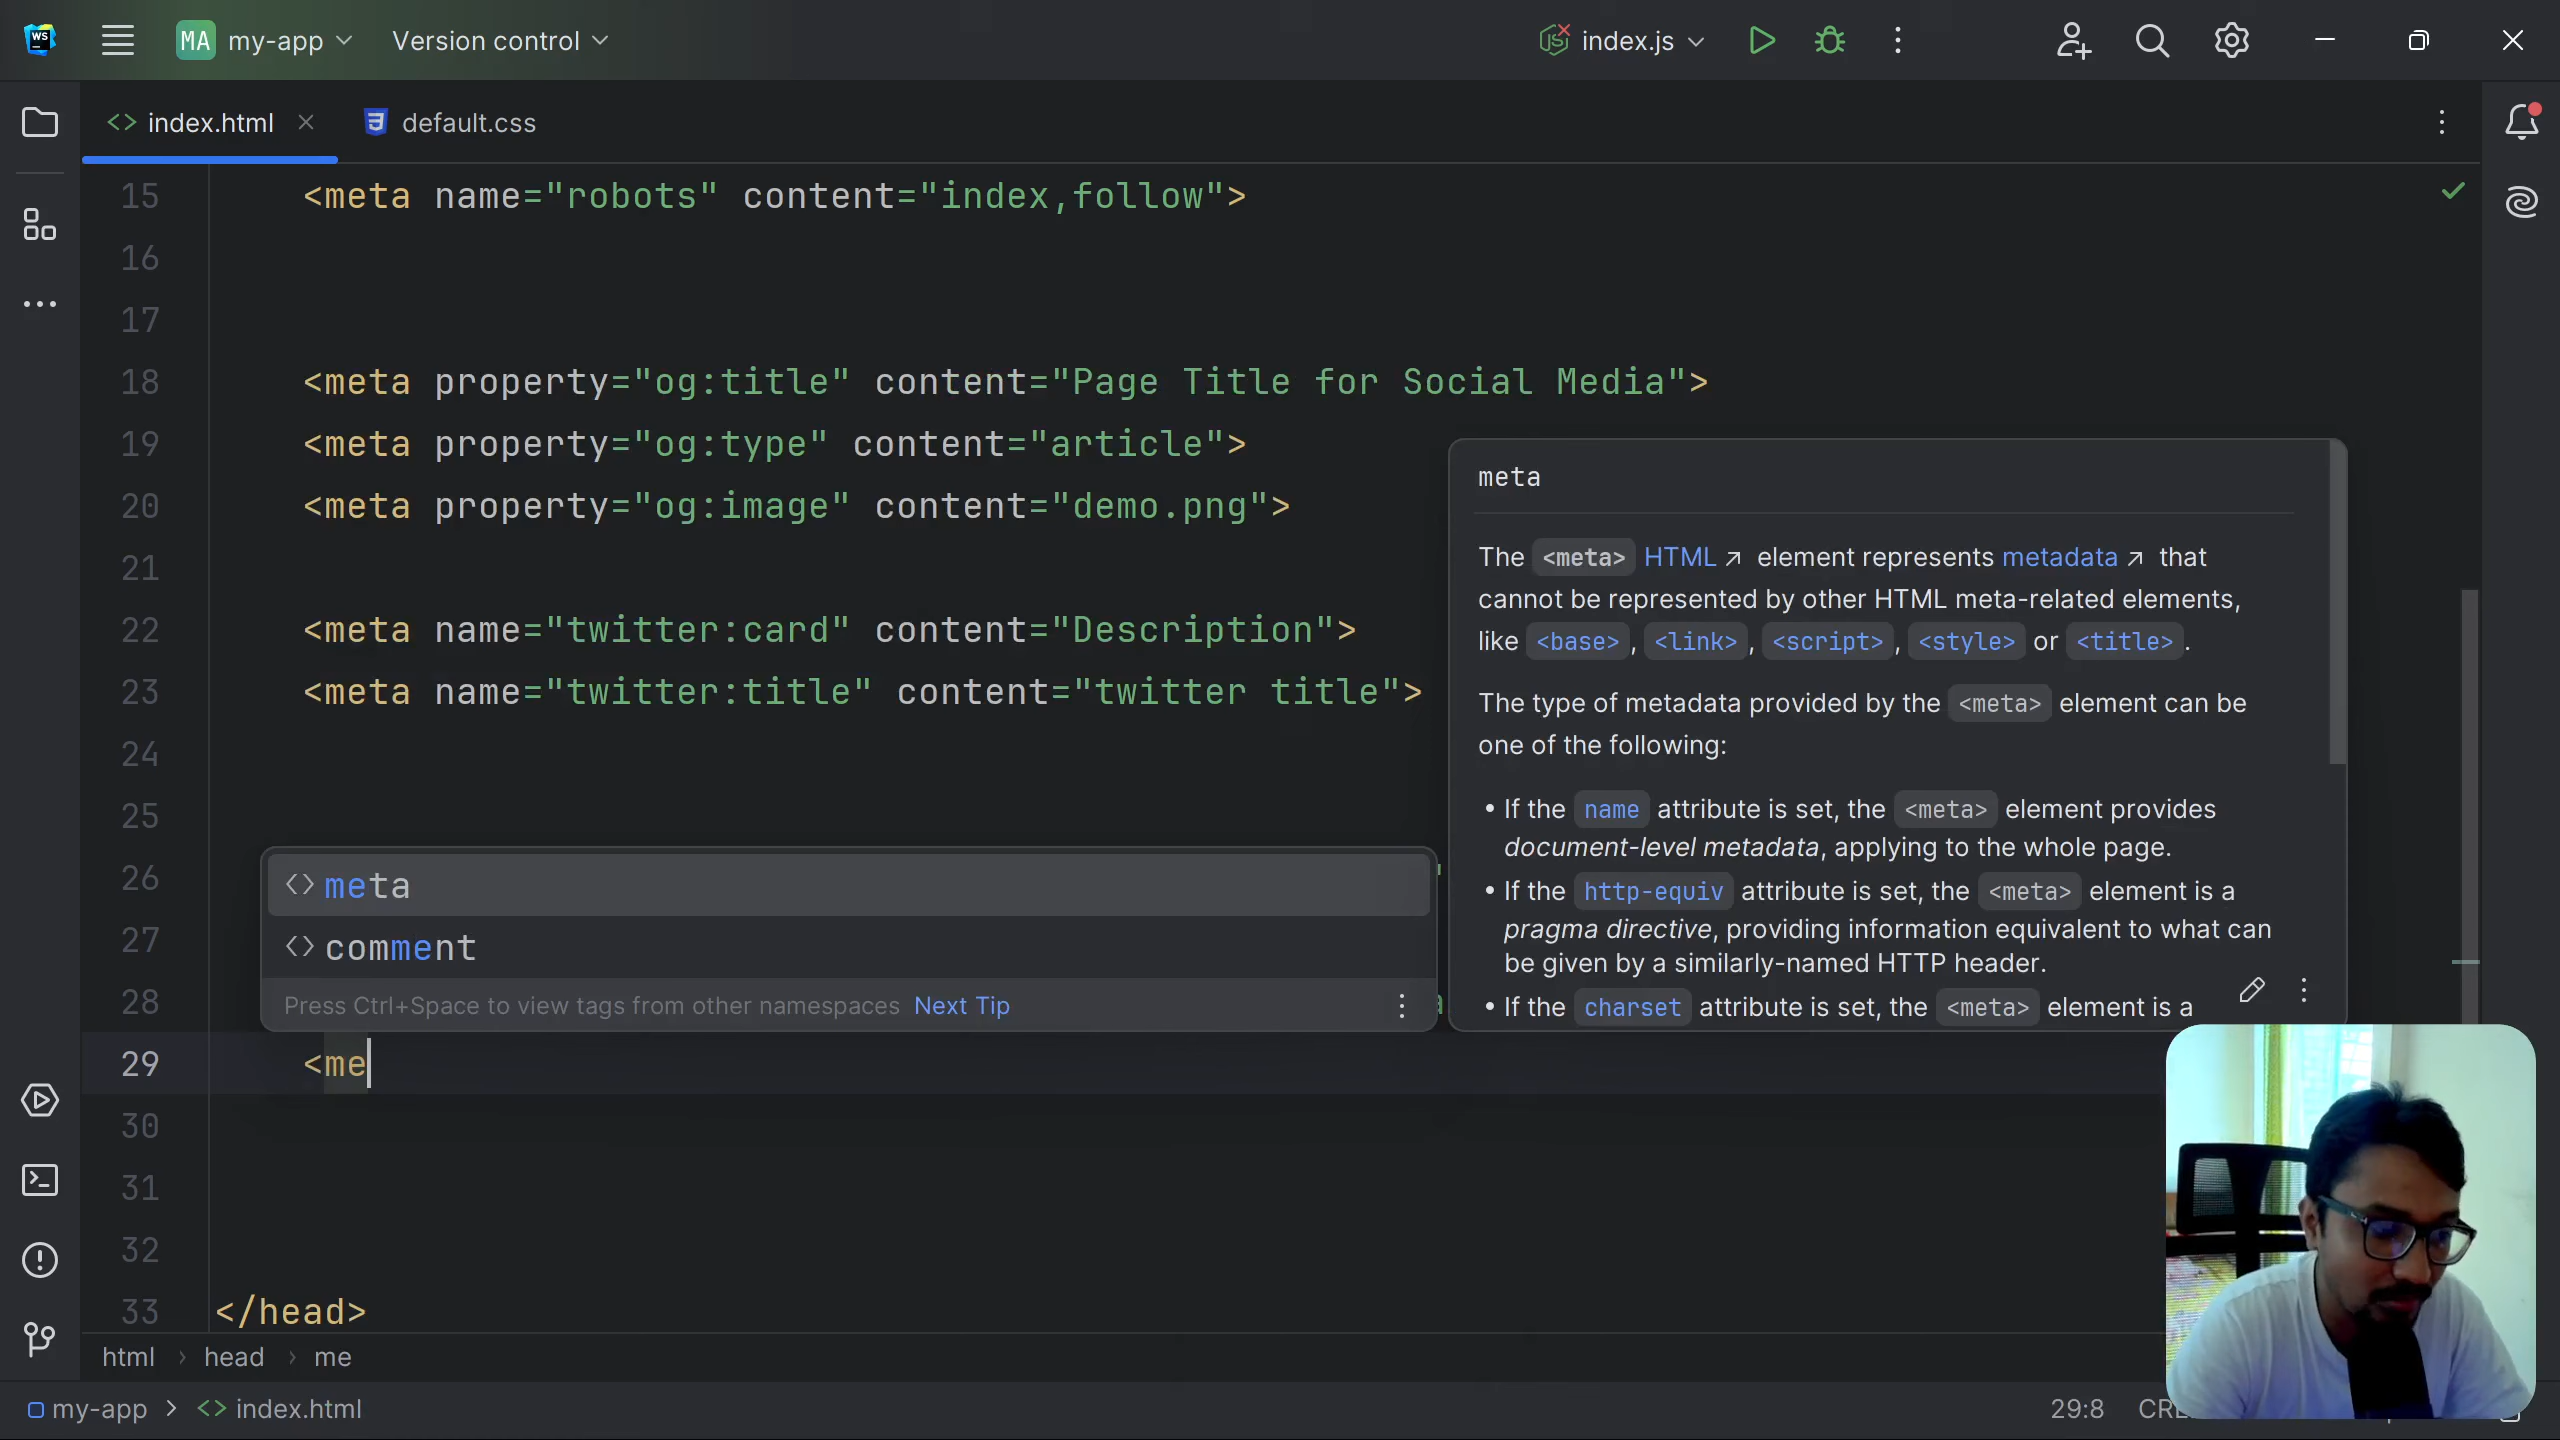 WS
MA my-app Version control index.js
index.html default.css
15 <meta name="robots" content="index,follow">
16
17
18 <meta property="og:title" content="Page Title for Social Media">
19 <meta property="og:type" content="article">
20 <meta property="og:image" content="demo.png">
21
22 <meta name="twitter:card" content="Description">
23 <meta name="twitter:title" content="twitter title">
24
25
26
27
28
29 <me
30
31
32
33 </head>
meta
comment
Press Ctrl+Space to view tags from other namespaces Next Tip
meta
The <meta> HTML ↗ element represents metadata ↗ that
cannot be represented by other HTML meta-related elements,
like <base>, <link>, <script>, <style> or <title>.
The type of metadata provided by the <meta> element can be
one of the following:
• If the name attribute is set, the <meta> element provides
document-level metadata, applying to the whole page.
• If the http-equiv attribute is set, the <meta> element is a
pragma directive, providing information equivalent to what can
be given by a similarly-named HTTP header.
• If the charset attribute is set, the <meta> element is a
html › head › me
my-app > index.html
29:8